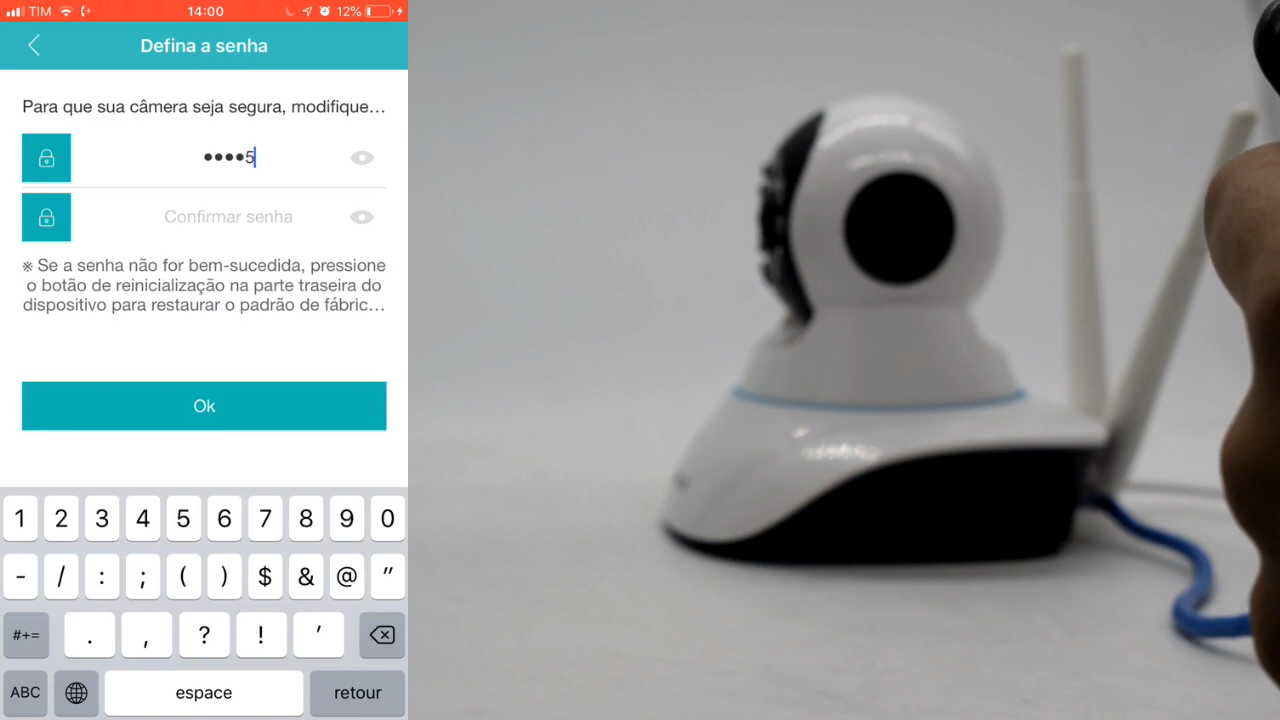 TIM 14:00 12%
Defina a senha
Para que sua câmera seja segura, modifique...
••••5
Confirmar senha
※ Se a senha não for bem-sucedida, pressione
o botão de reinicialização na parte traseira do
dispositivo para restaurar o padrão de fábric...
Ok
1 2 3 4 5 6 7 8 9 0
- / : ; ( ) $ & @ "
#+= . , ? ! '
ABC espace retour